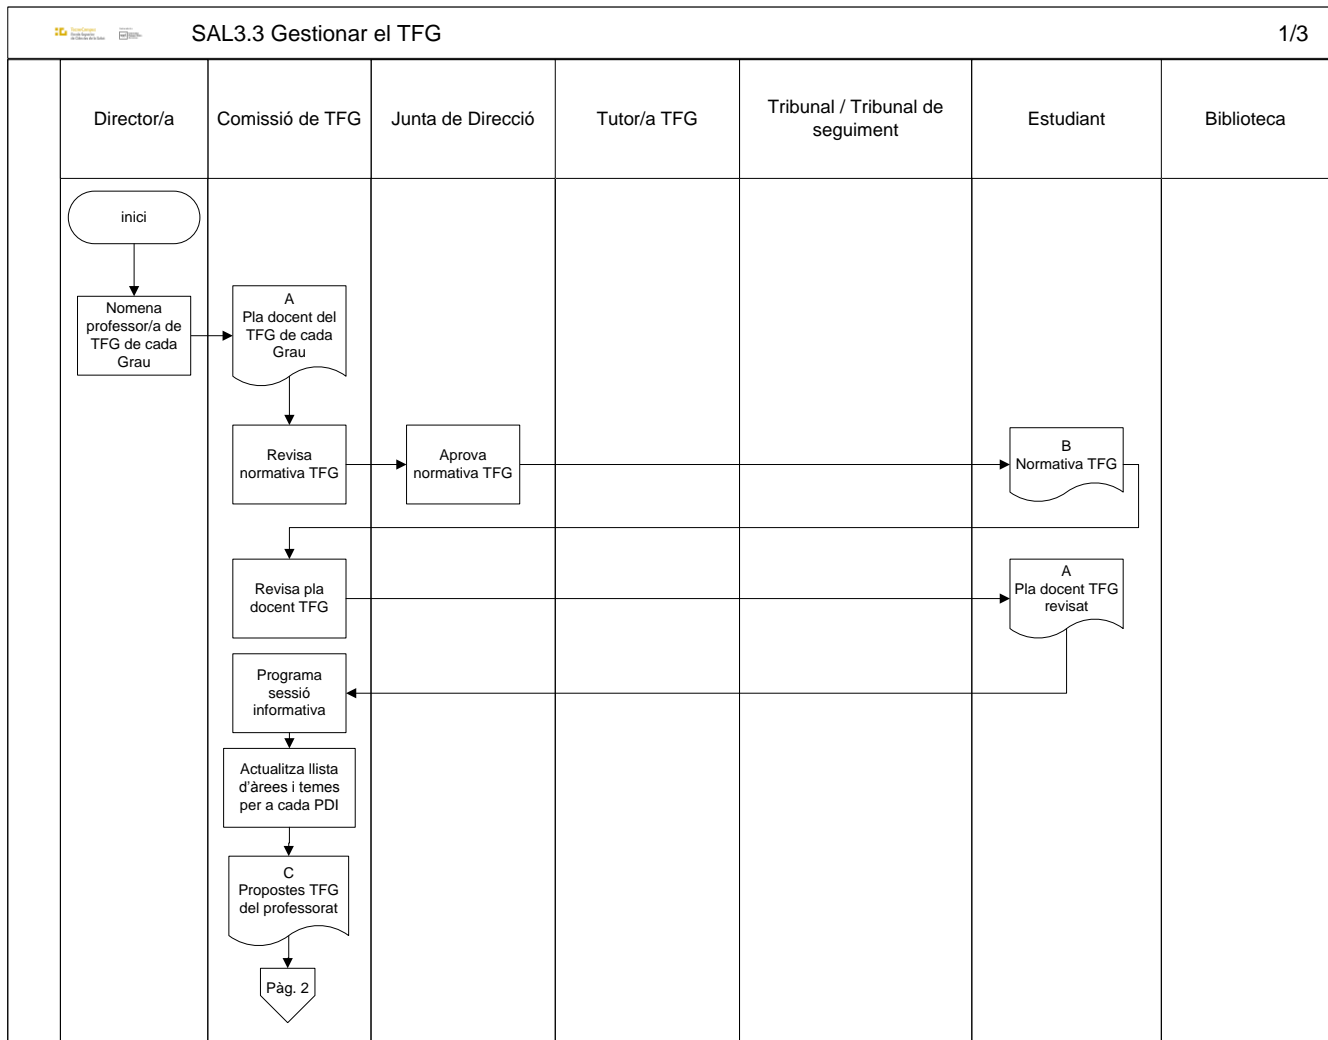 SAL3.3 Gestionar el TFG
1/3
Director/a
Comissió de TFG
Junta de Direcció
Tutor/a TFG
Tribunal / Tribunal de
seguiment
Estudiant
Biblioteca
inici
Nomena
professor/a de
TFG de cada
Grau
A
Pla docent del
TFG de cada
Grau
Revisa
normativa TFG
Aprova
normativa TFG
B
Normativa TFG
Revisa pla
docent TFG
A
Pla docent TFG
revisat
Programa
sessió
informativa
Actualitza llista
d'àrees i temes
per a cada PDI
C
Propostes TFG
del professorat
Pàg. 2